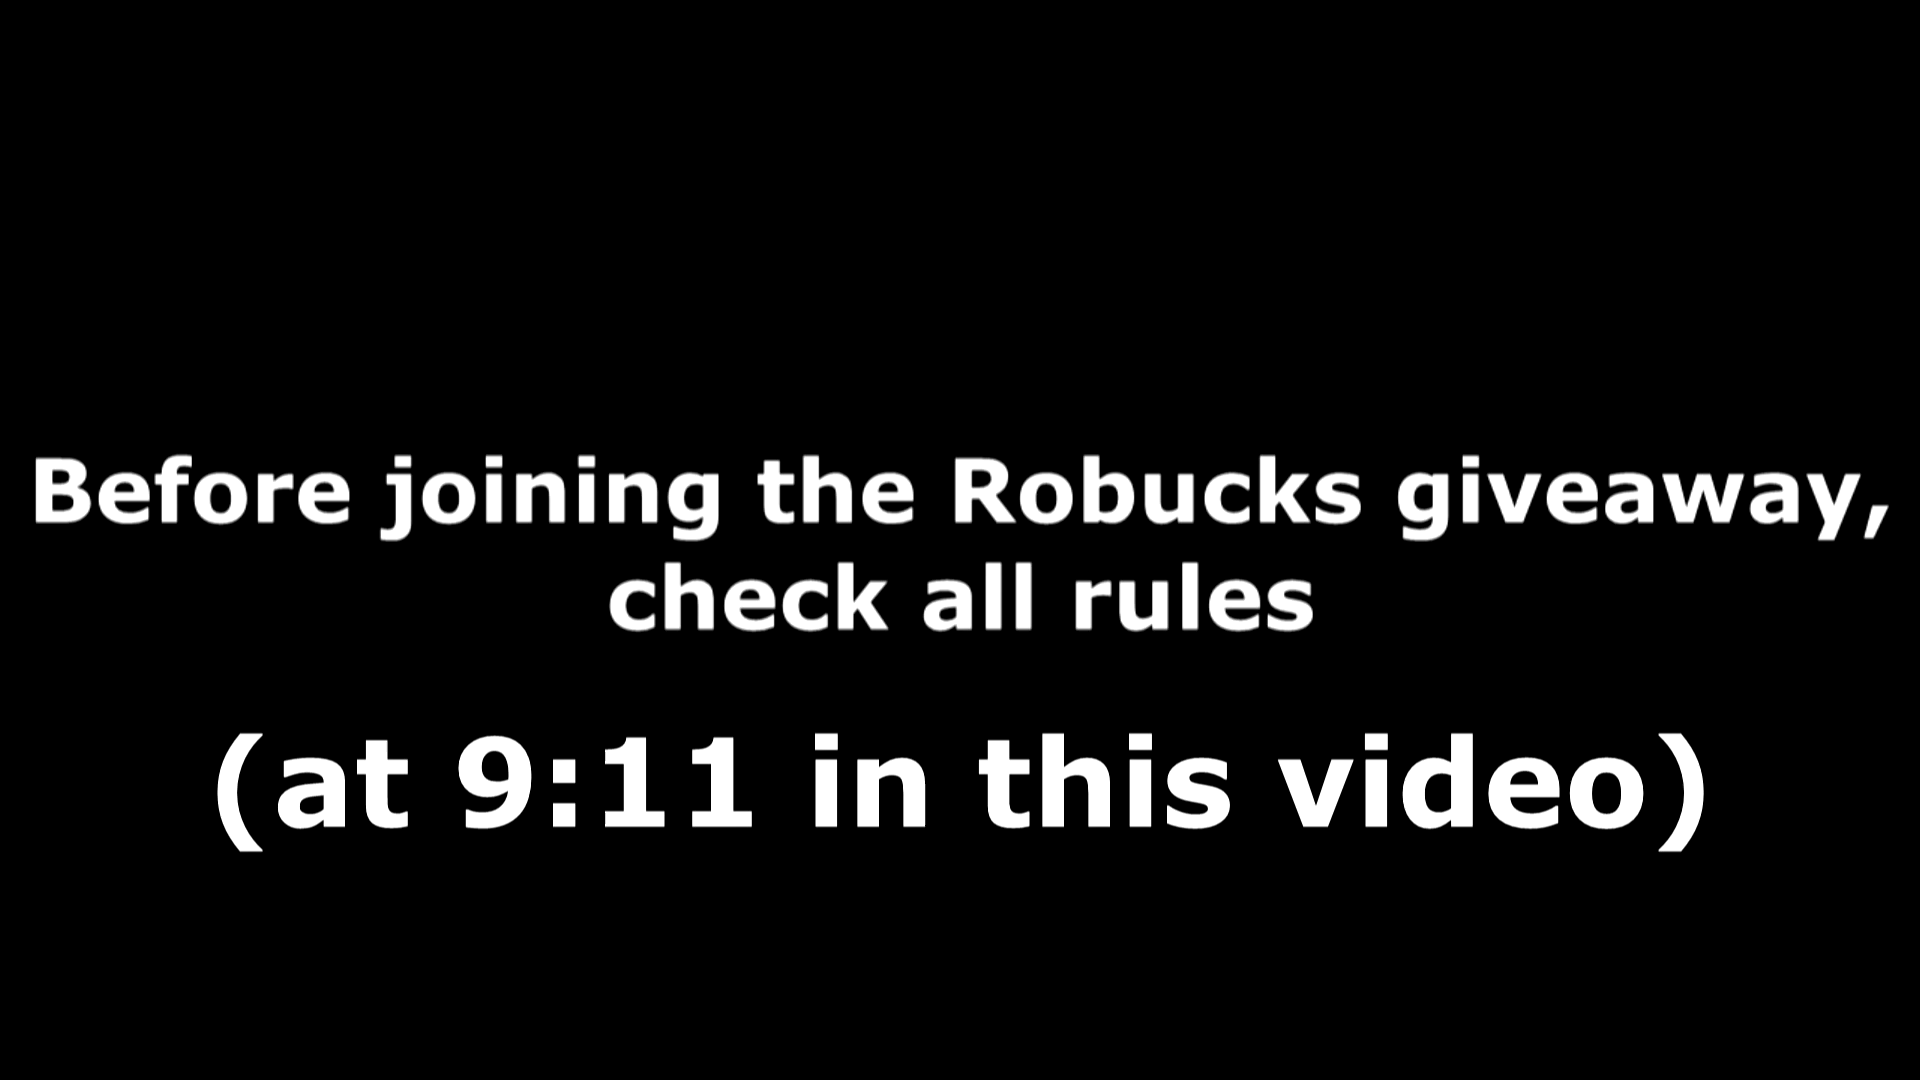 Before joining the Robucks giveaway,
check all rules
(at 9:11 in this video)